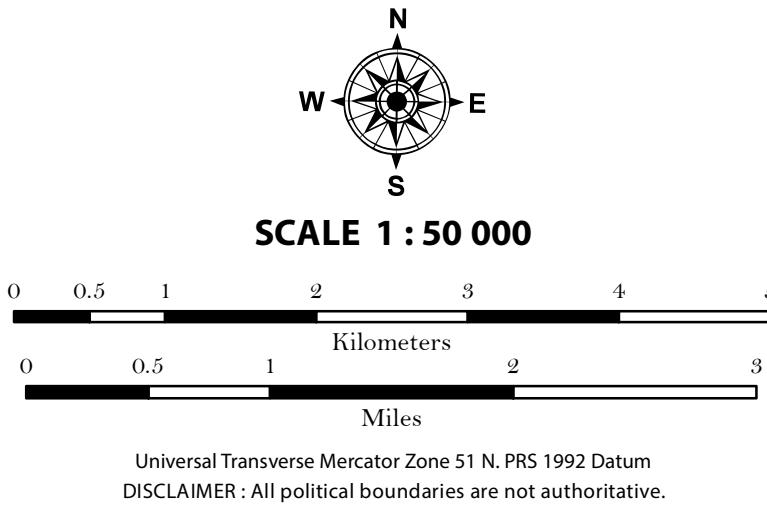 N
W E
S
SCALE 1 : 50 000
0 0.5 1 2 3 4
Kilometers
0 0.5 1 2 3
Miles
Universal Transverse Mercator Zone 51 N. PRS 1992 Datum
DISCLAIMER : All political boundaries are not authoritative.